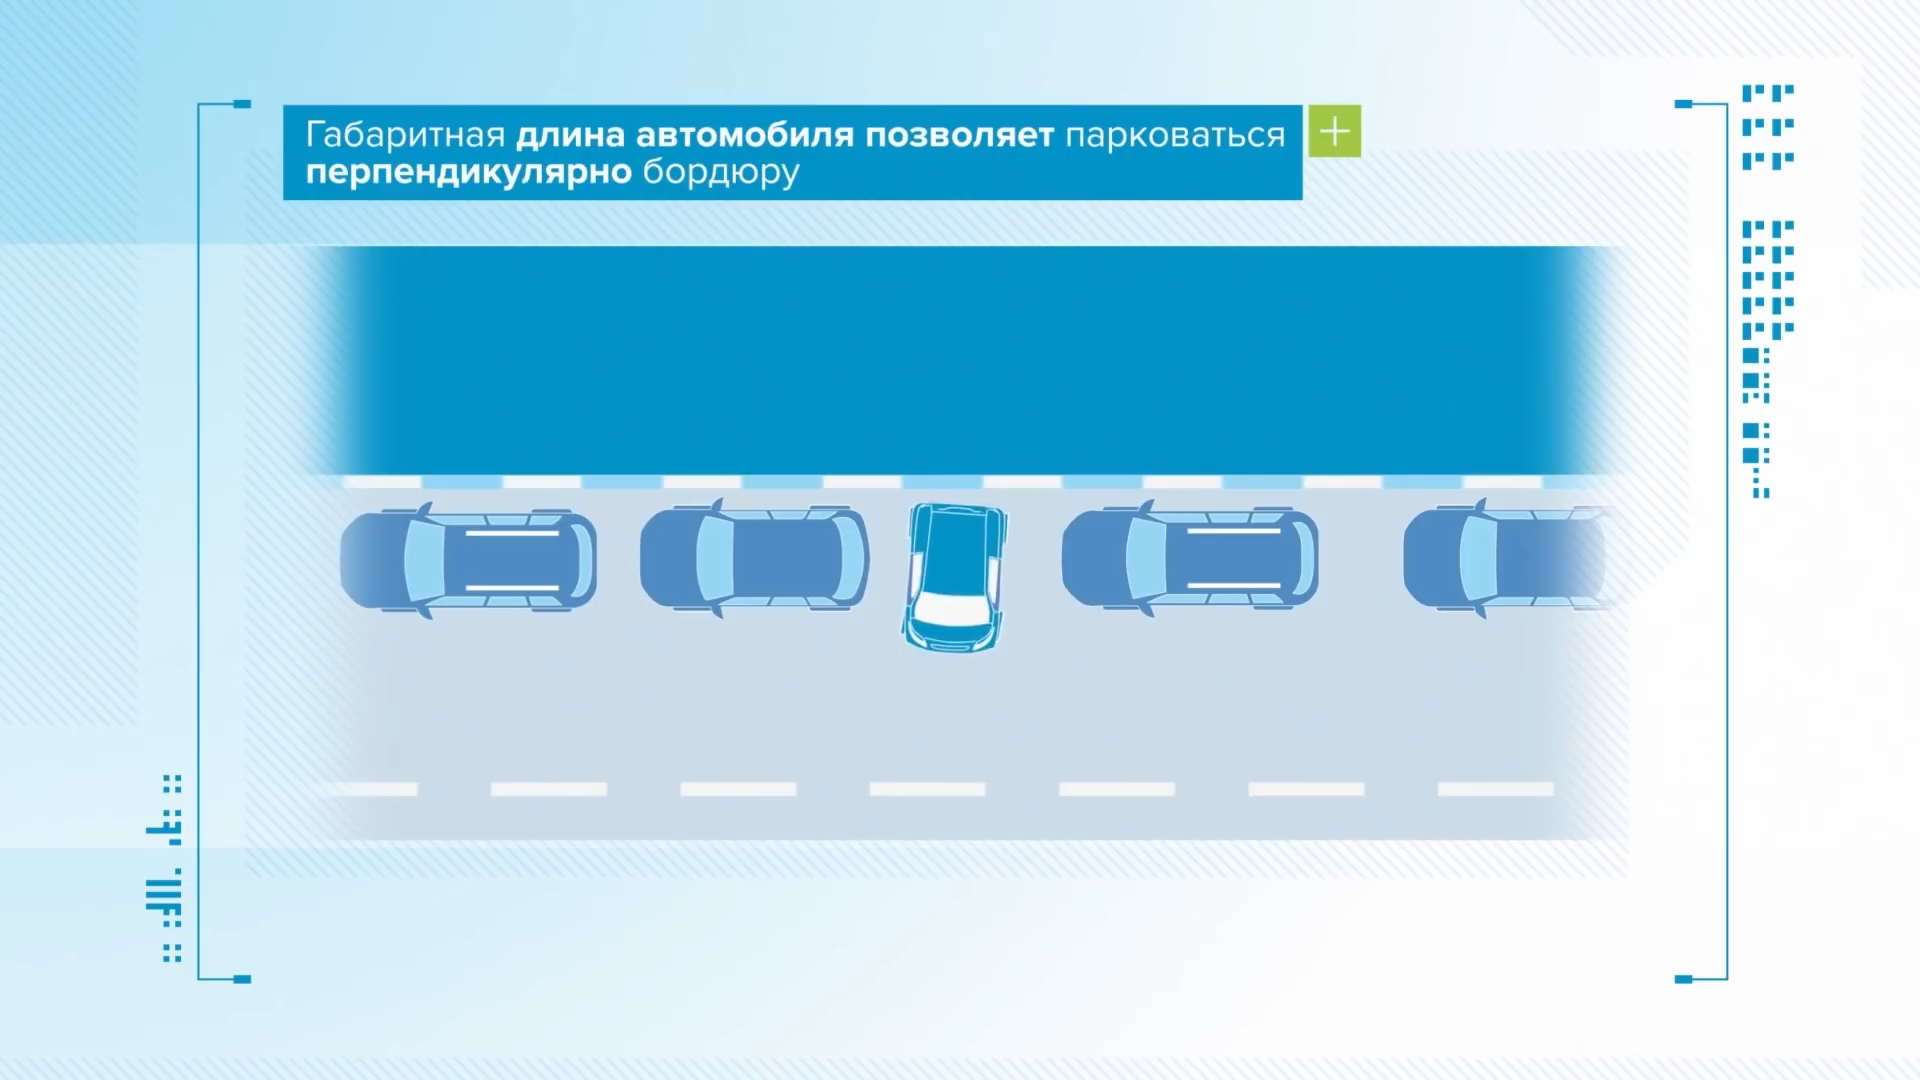 Габаритная длина автомобиля позволяет парковаться
перпендикулярно бордюру